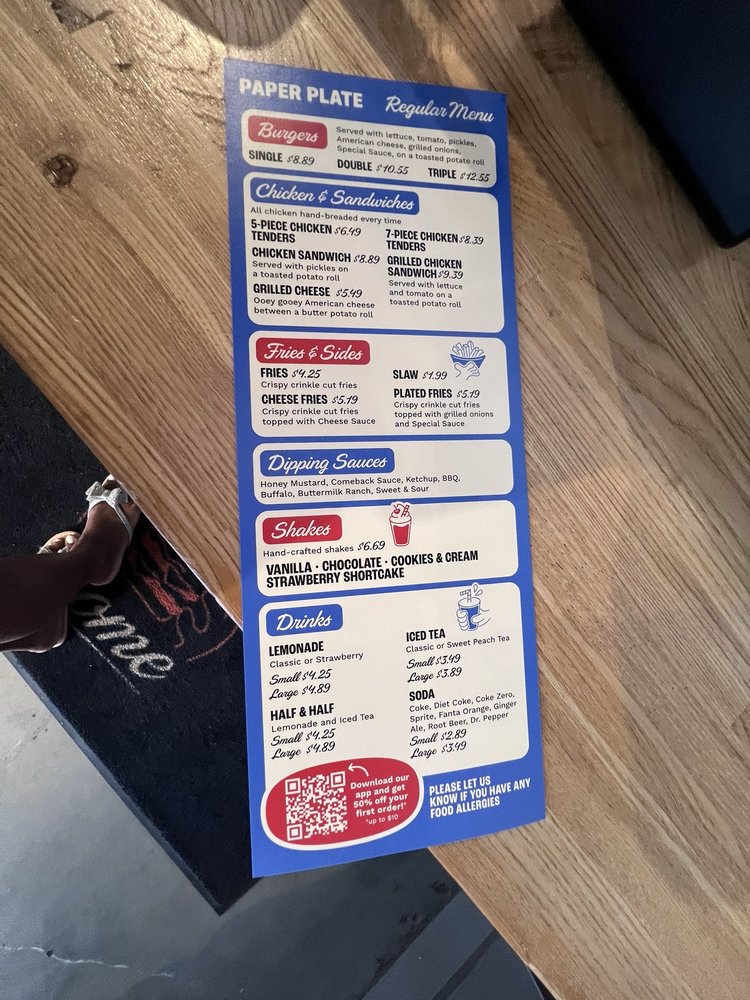 PAPER PLATE Regular Menu
Burgers
Served with lettuce, tomato, pickles,
American cheese, grilled onions,
Special Sauce, on a toasted potato roll
SINGLE $8.89 DOUBLE $10.55 TRIPLE $12.55
Chicken & Sandwiches
All chicken hand-breaded every time
5-PIECE CHICKEN $6.49
TENDERS
7-PIECE CHICKEN $8.39
TENDERS
CHICKEN SANDWICH $8.89
Served with pickles on
a toasted potato roll
GRILLED CHICKEN
SANDWICH $9.39
Served with lettuce
and tomato on a
toasted potato roll
GRILLED CHEESE $5.49
Ooey gooey American cheese
between a butter potato roll
Fries & Sides
FRIES $4.25
Crispy crinkle cut fries
SLAW $1.99
CHEESE FRIES $5.19
Crispy crinkle cut fries
topped with Cheese Sauce
PLATED FRIES $5.19
Crispy crinkle cut fries
topped with grilled onions
and Special Sauce
Dipping Sauces
Honey Mustard, Comeback Sauce, Ketchup, BBQ,
Buffalo, Buttermilk Ranch, Sweet & Sour
Shakes
Hand-crafted shakes $6.69
VANILLA · CHOCOLATE · COOKIES & CREAM
STRAWBERRY SHORTCAKE
Drinks
LEMONADE
Classic or Strawberry
Small $4.25
Large $4.89
ICED TEA
Classic or Sweet Peach Tea
Small $3.49
Large $3.89
HALF & HALF
Lemonade and Iced Tea
Small $4.25
Large $4.89
SODA
Coke, Diet Coke, Coke Zero,
Sprite, Fanta Orange, Ginger
Ale, Root Beer, Dr. Pepper
Small $2.89
Large $3.49
Download our
app and get
50% off your
first order!*
*up to $10
PLEASE LET US
KNOW IF YOU HAVE ANY
FOOD ALLERGIES
ome